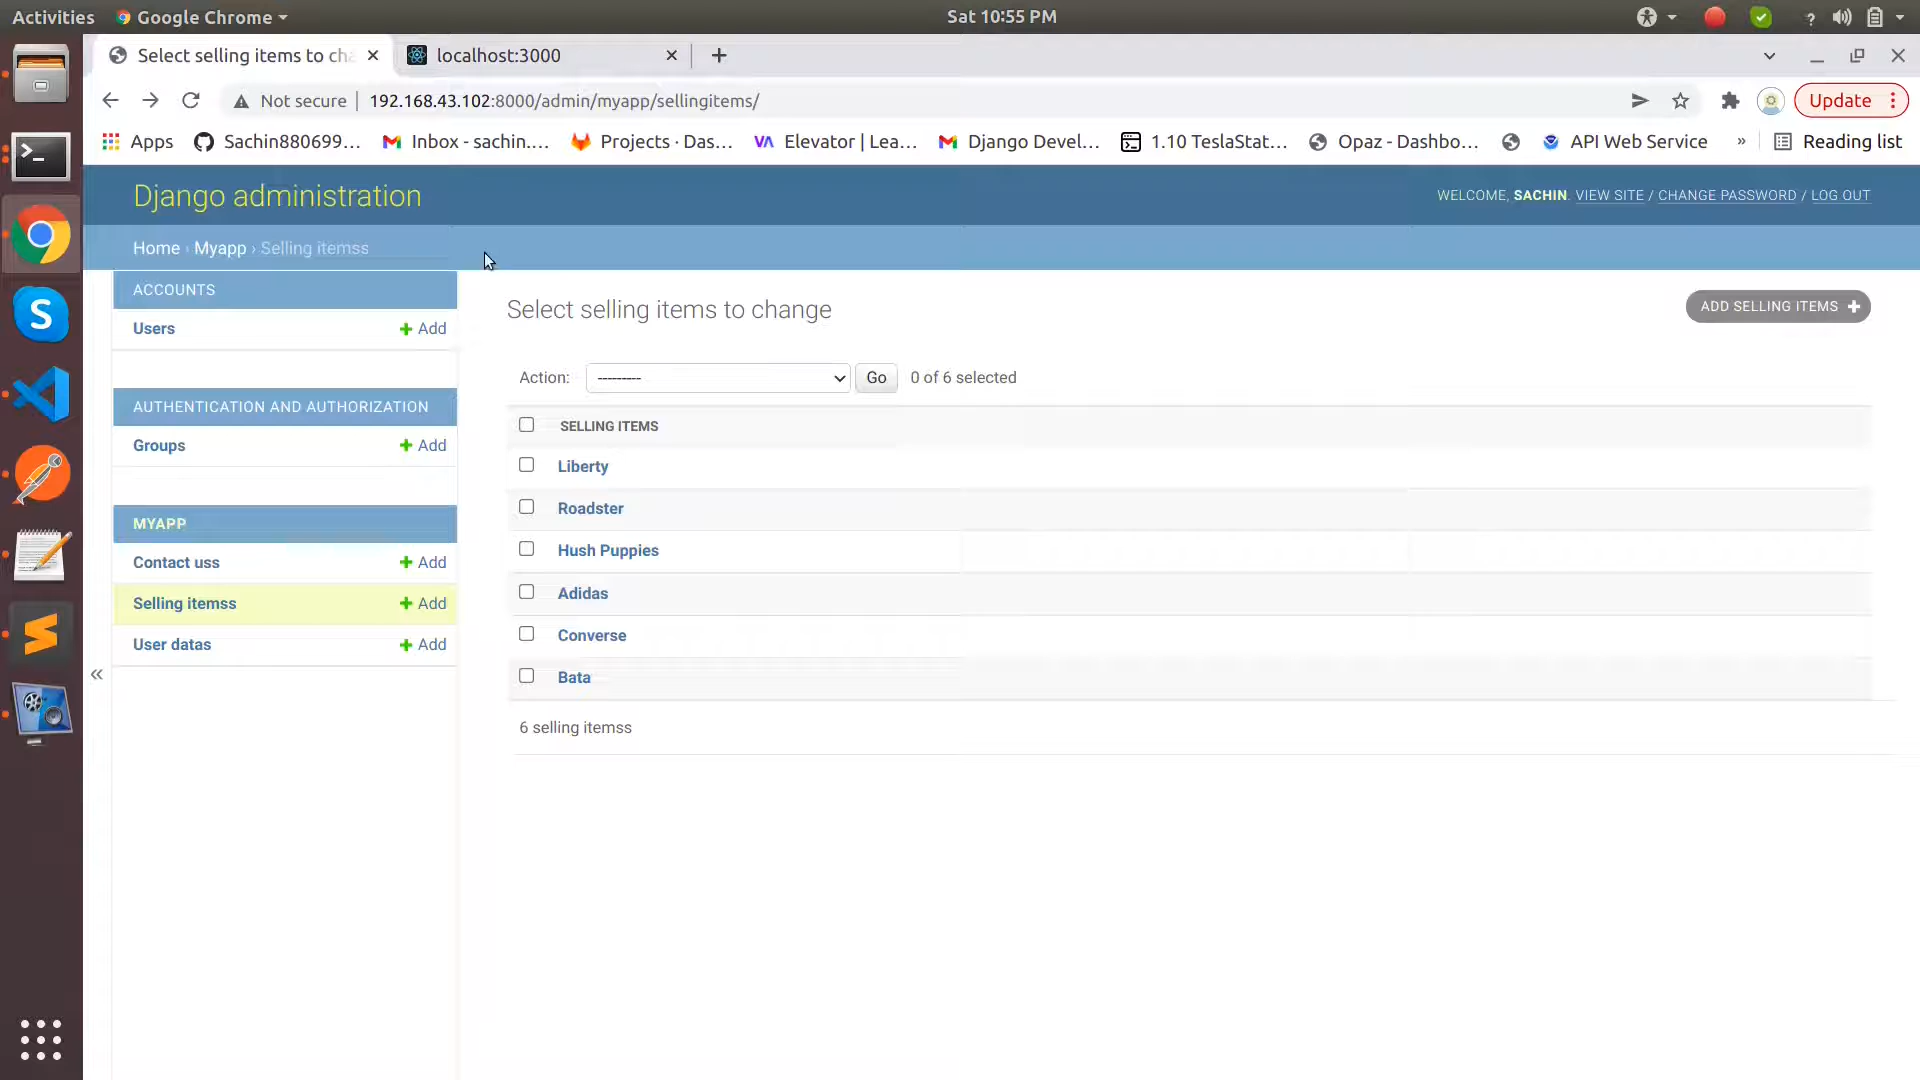 Activities Google Chrome Sat 10:55 PM ?
Select selling items to cha localhost:3000
Not secure 192.168.43.102:8000/admin/myapp/sellingitems/ Update
Apps Sachin880699... Inbox - sachin.... Projects · Das... VA Elevator | Lea... Django Devel... 1.10 TeslaStat... Opaz - Dashbo... API Web Service » Reading list
Django administration WELCOME, SACHIN. VIEW SITE / CHANGE PASSWORD / LOG OUT
Home › Myapp › Selling itemss
ACCOUNTS
Users + Add
AUTHENTICATION AND AUTHORIZATION
Groups + Add
MYAPP
Contact uss + Add
Selling itemss + Add
User datas + Add
«
Select selling items to change
ADD SELLING ITEMS +
Action: --------- Go 0 of 6 selected
SELLING ITEMS
Liberty
Roadster
Hush Puppies
Adidas
Converse
Bata
6 selling itemss